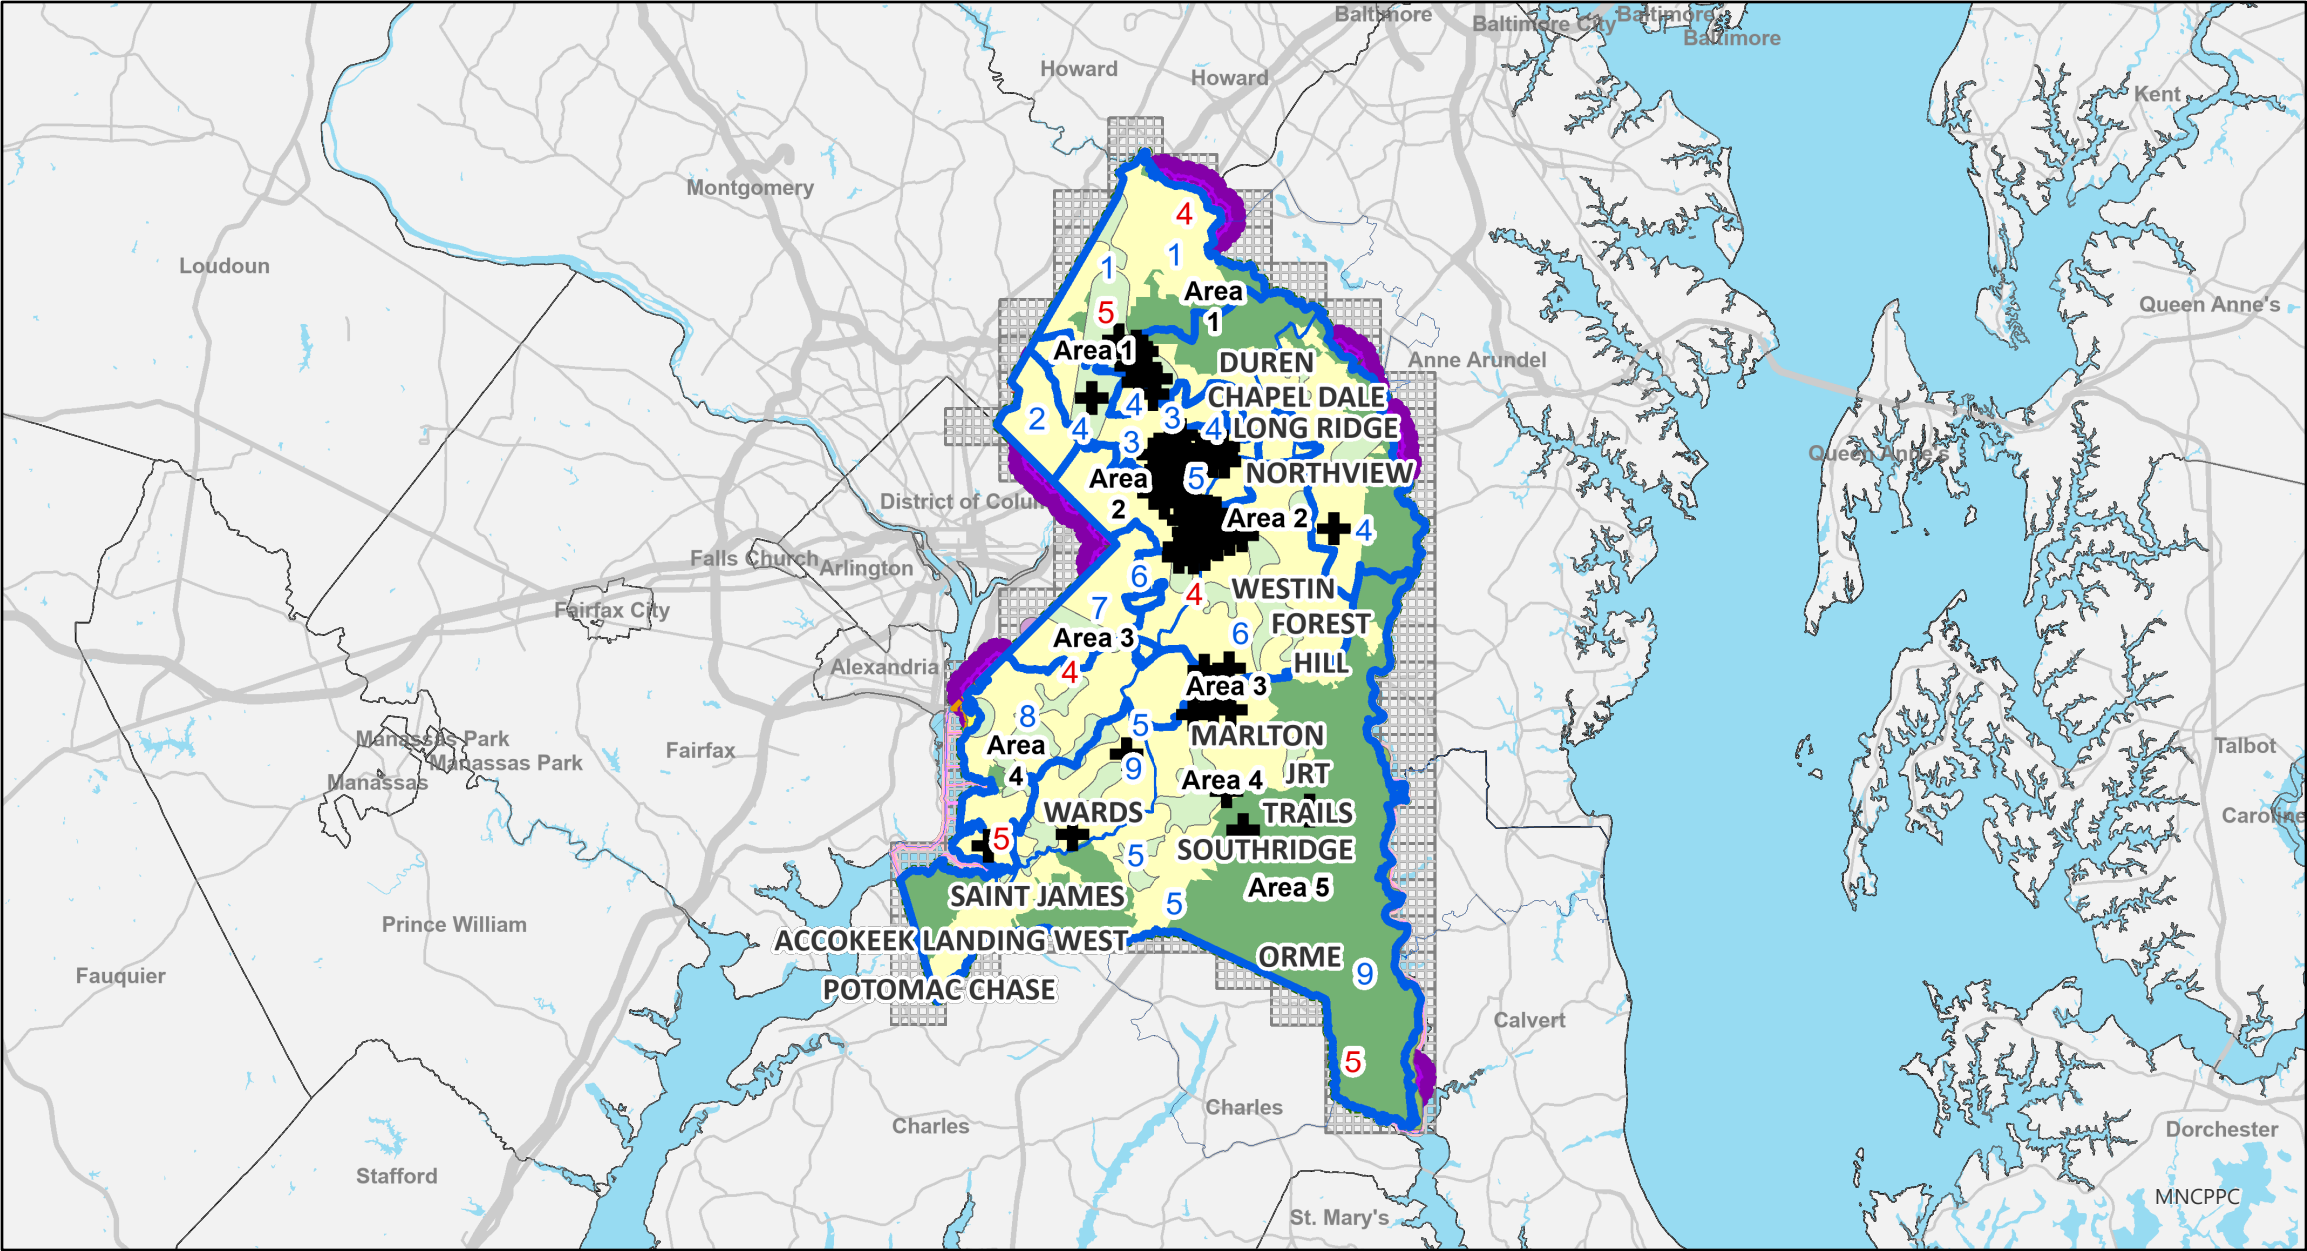 Baltimore
Baltimore City
Baltimore
Baltimore
Howard
Howard
Kent
Montgomery
4
1
1
Loudoun
Area
1
5
Queen Anne's
Area 1
DUREN
Anne Arundel
CHAPEL DALE
4
3
2
4
3
4
LONG RIDGE
Queen Anne's
Area
2
5
NORTHVIEW
District of Colum
Area 2
4
Falls Church
Arlington
6
4
WESTIN
Fairfax City
7
FOREST
6
Area 3
HILL
Alexandria
4
Area 3
8
5
MARLTON
Manassas Park
Fairfax
Area
4
Talbot
Manassas Park
Manassas
9
Area 4
JRT
WARDS
TRAILS
Caroline
5
5
SOUTHRIDGE
Area 5
SAINT JAMES
5
Prince William
ACCOKEEK LANDING WEST
ORME
9
Fauquier
POTOMAC CHASE
Calvert
5
Charles
Charles
Dorchester
Stafford
MNCPPC
St. Mary's